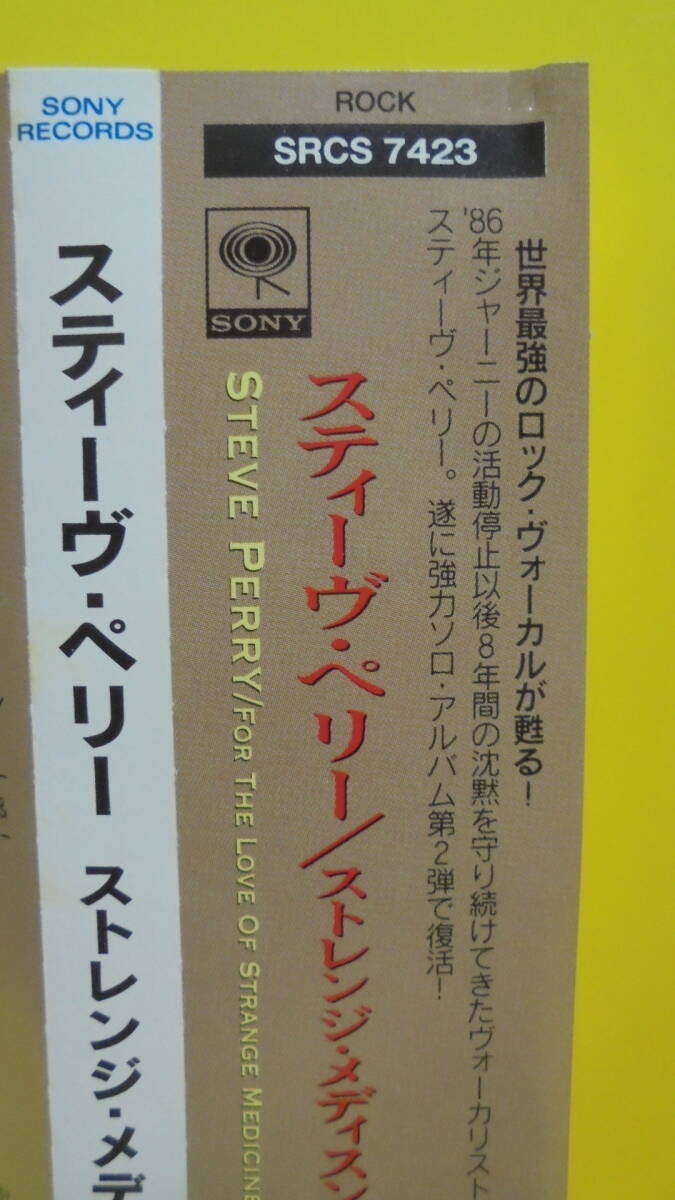 SONY
RECORDS
スティーヴ・ペリー ストレンジ・メデ
ROCK
SRCS 7423
世界最強のロック・ヴォーカルが甦る!
'86年ジャーニーの活動停止以後8年間の沈黙を守り続けてきたヴォーカリスト
スティーヴ・ペリー。遂に強力ソロ・アルバム第2弾で復活!
SONY
スティーヴ・ペリー/ストレンジ・メディスン
STEVE PERRY/FOR THE LOVE OF STRANGE MEDICINE